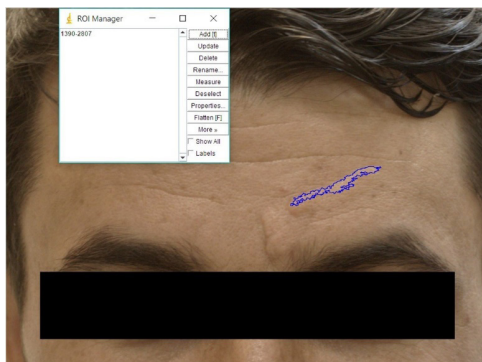 ROI Manager
1390-2807
Add [t]
Update
Delete
Rename...
Measure
Deselect
Properties...
Flatten [F]
More »
Show All
Labels